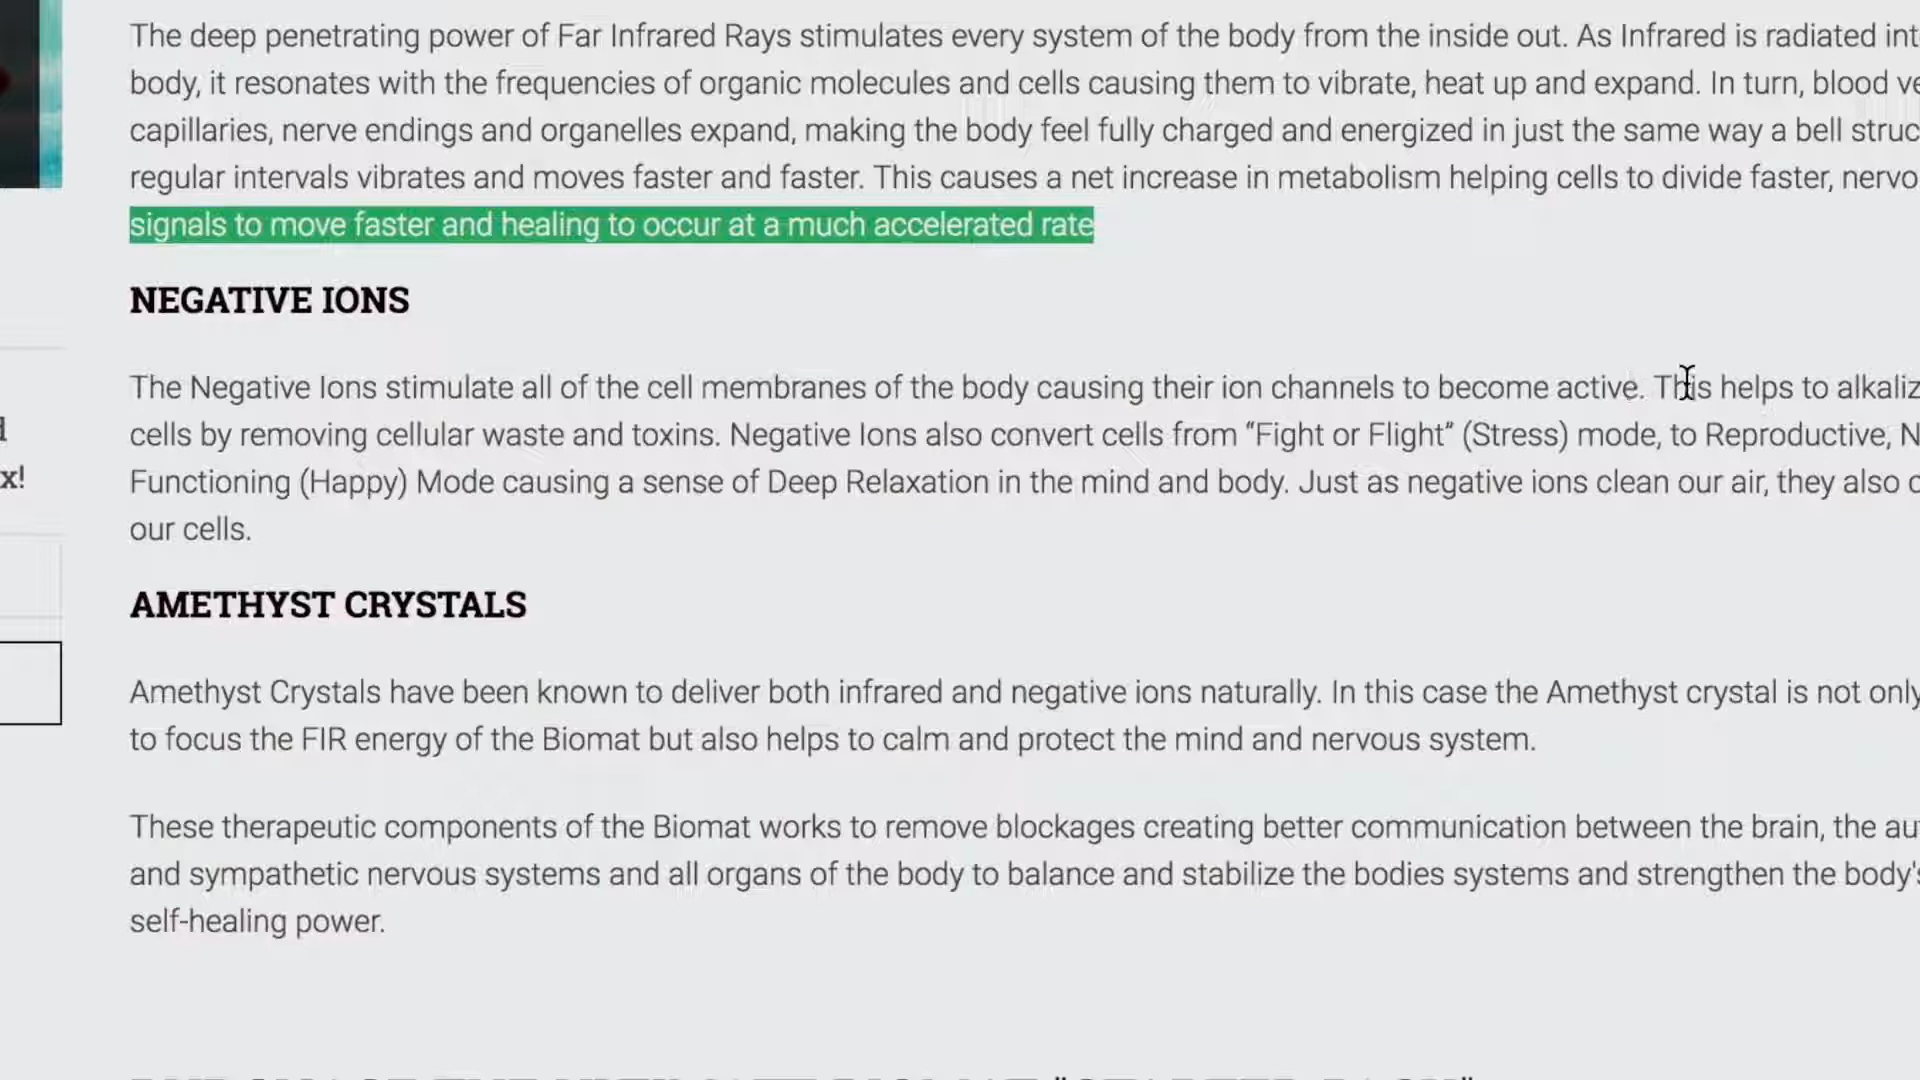 The deep penetrating power of Far Infrared Rays stimulates every system of the body from the inside out. As Infrared is radiated
body, it resonates with the frequencies of organic molecules and cells causing them to vibrate, heat up and expand. In turn, blood
capillaries, nerve endings and organelles expand, making the body feel fully charged and energized in just the same way a bell
regular intervals vibrates and moves faster and faster. This causes a net increase in metabolism helping cells to divide faster,
signals to move faster and healing to occur at a much accelerated rate
NEGATIVE IONS
The Negative Ions stimulate all of the cell membranes of the body causing their ion channels to become active. This helps to
cells by removing cellular waste and toxins. Negative Ions also convert cells from “Fight or Flight” (Stress) mode, to Reproductive,
Functioning (Happy) Mode causing a sense of Deep Relaxation in the mind and body. Just as negative ions clean our air, they also
our cells.
x!
AMETHYST CRYSTALS
Amethyst Crystals have been known to deliver both infrared and negative ions naturally. In this case the Amethyst crystal is not only
to focus the FIR energy of the Biomat but also helps to calm and protect the mind and nervous system.
These therapeutic components of the Biomat works to remove blockages creating better communication between the brain, the
and sympathetic nervous systems and all organs of the body to balance and stabilize the bodies systems and strengthen the body's
self-healing power.